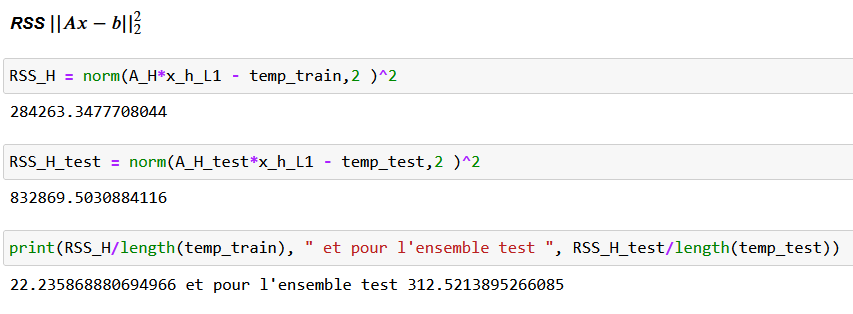 RSS ||Ax − b||₂²
RSS_H = norm(A_H*x_h_L1 - temp_train,2 )^2
284263.3477708044
RSS_H_test = norm(A_H_test*x_h_L1 - temp_test,2 )^2
832869.5030884116
print(RSS_H/length(temp_train), " et pour l'ensemble test ", RSS_H_test/length(temp_test))
22.235868880694966 et pour l'ensemble test 312.5213895266085